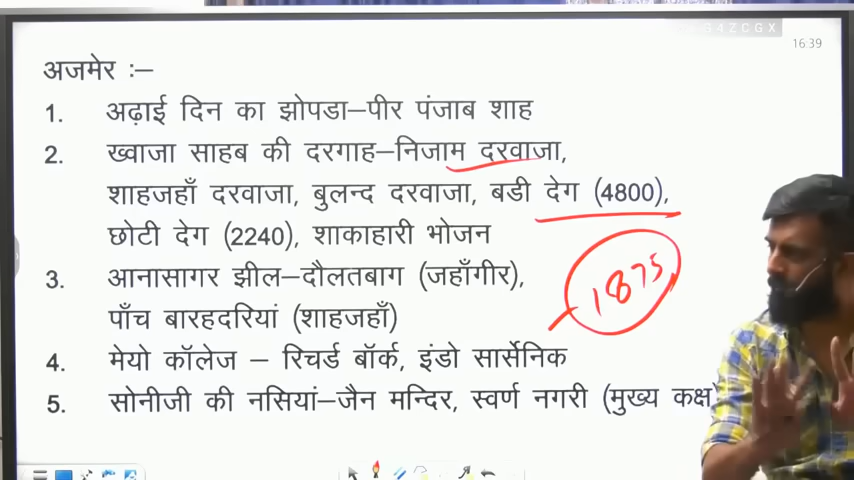 G4ZCGX
16:39
अजमेर :–
1. अढ़ाई दिन का झोपडा–पीर पंजाब शाह
2. ख्वाजा साहब की दरगाह–निजाम दरवाजा,
शाहजहाँ दरवाजा, बुलन्द दरवाजा, बडी देग (4800),
छोटी देग (2240), शाकाहारी भोजन
3. आनासागर झील–दौलतबाग (जहाँगीर),
पाँच बारहदरियां (शाहजहाँ)
1875
4. मेयो कॉलेज – रिचर्ड बॉर्क, इंडो सार्सेनिक
5. सोनीजी की नसियां–जैन मन्दिर, स्वर्ण नगरी (मुख्य कक्ष)